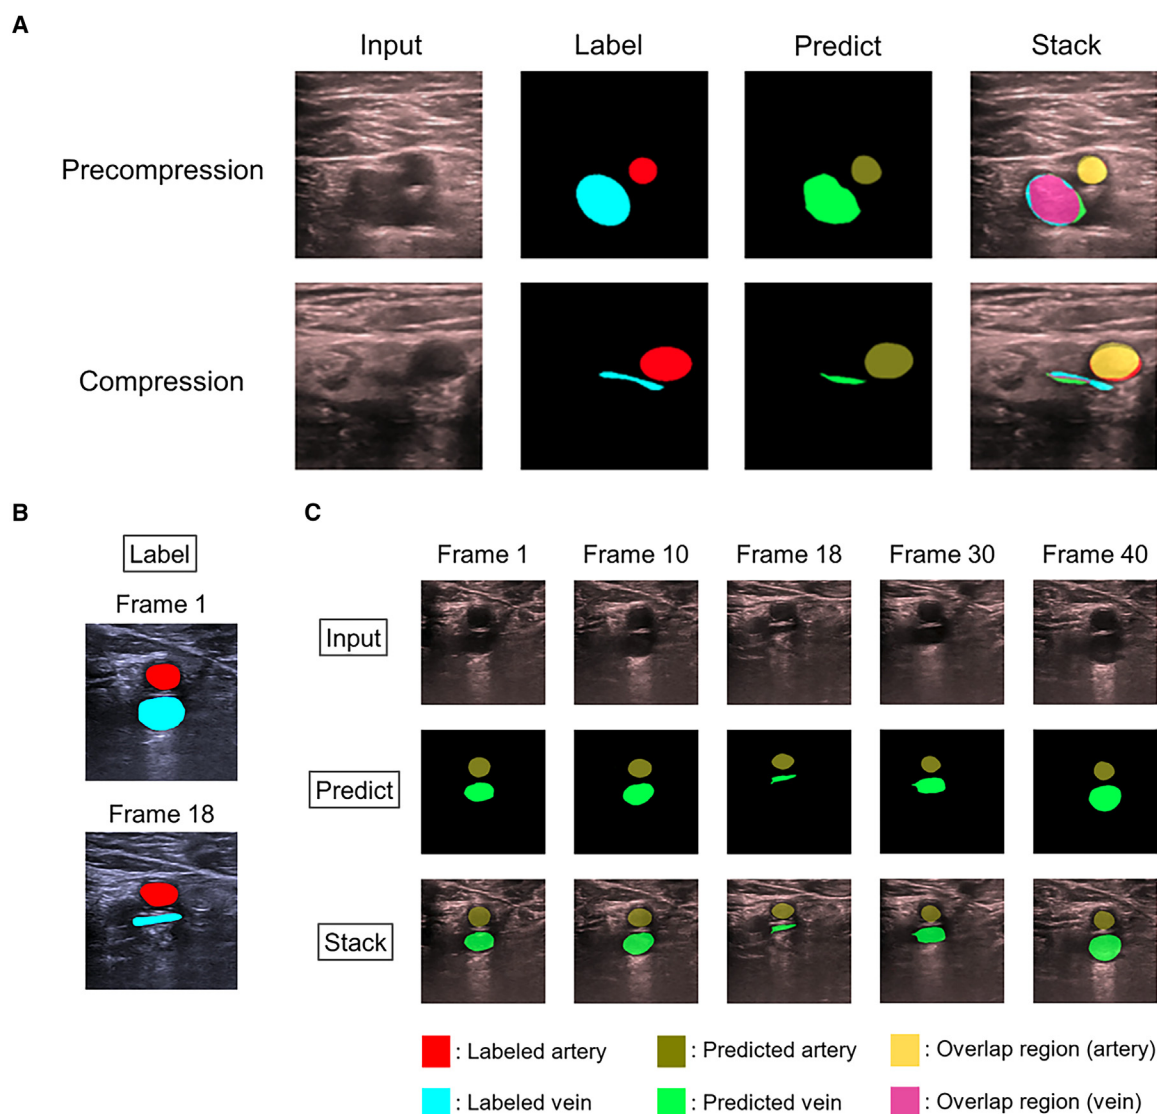 A
Input Label Predict Stack
Precompression
Compression
B
Label
Frame 1
Frame 18
C
Frame 1 Frame 10 Frame 18 Frame 30 Frame 40
Input
Predict
Stack
: Labeled artery : Predicted artery : Overlap region (artery)
: Labeled vein : Predicted vein : Overlap region (vein)